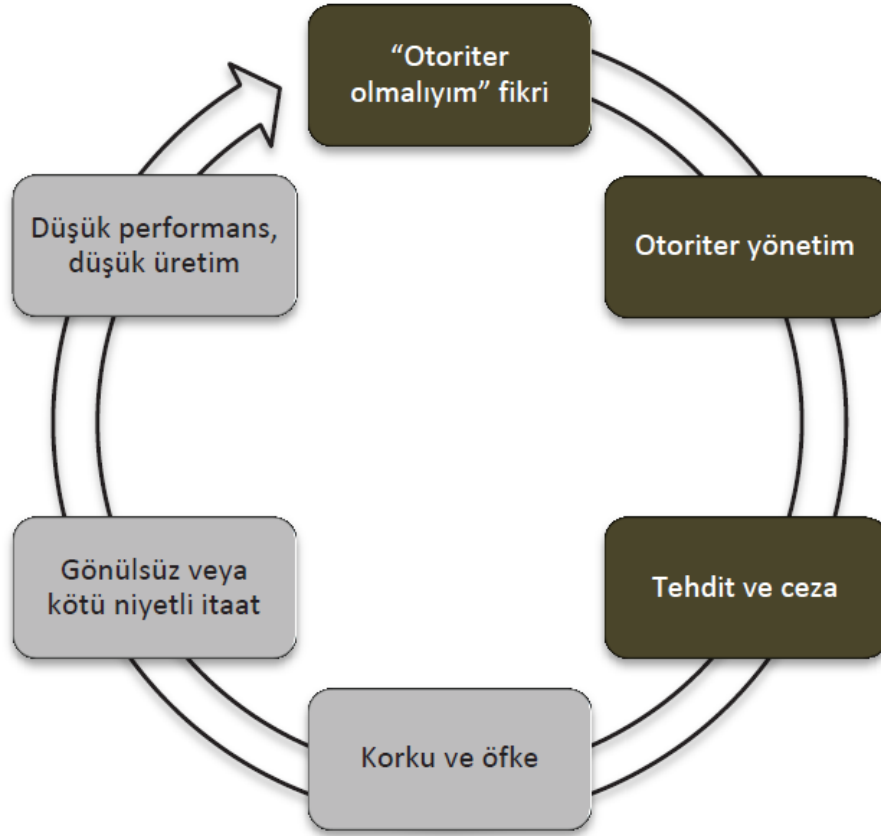 “Otoriter
olmalıyım” fikri
Otoriter yönetim
Tehdit ve ceza
Korku ve öfke
Gönülsüz veya
kötü niyetli itaat
Düşük performans,
düşük üretim